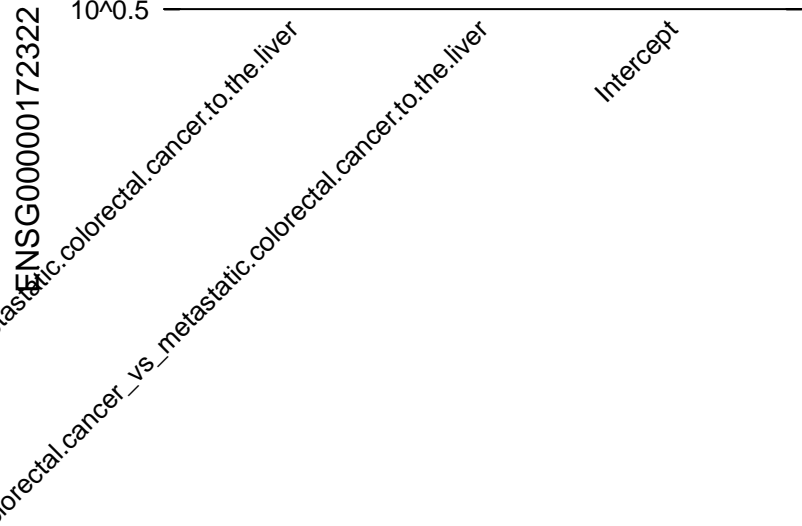 10^0.5
ENSG00000172322
tastatic.colorectal.cancer.to.the.liver
olorectal.cancer_vs_metastatic.colorectal.cancer.to.the.liver
Intercept